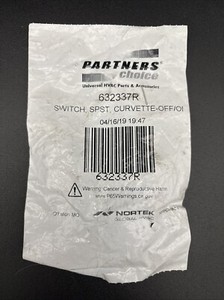 PARTNERS'
choice
Universal HVAC Parts & Accessories
632337R
SWITCH, SPST, CURVETTE-OFF/O
04/16/19 19:47
632337R
Warning: Cancer & Reproductive Harm
www.P65Warnings.ca.gov
NORTEK